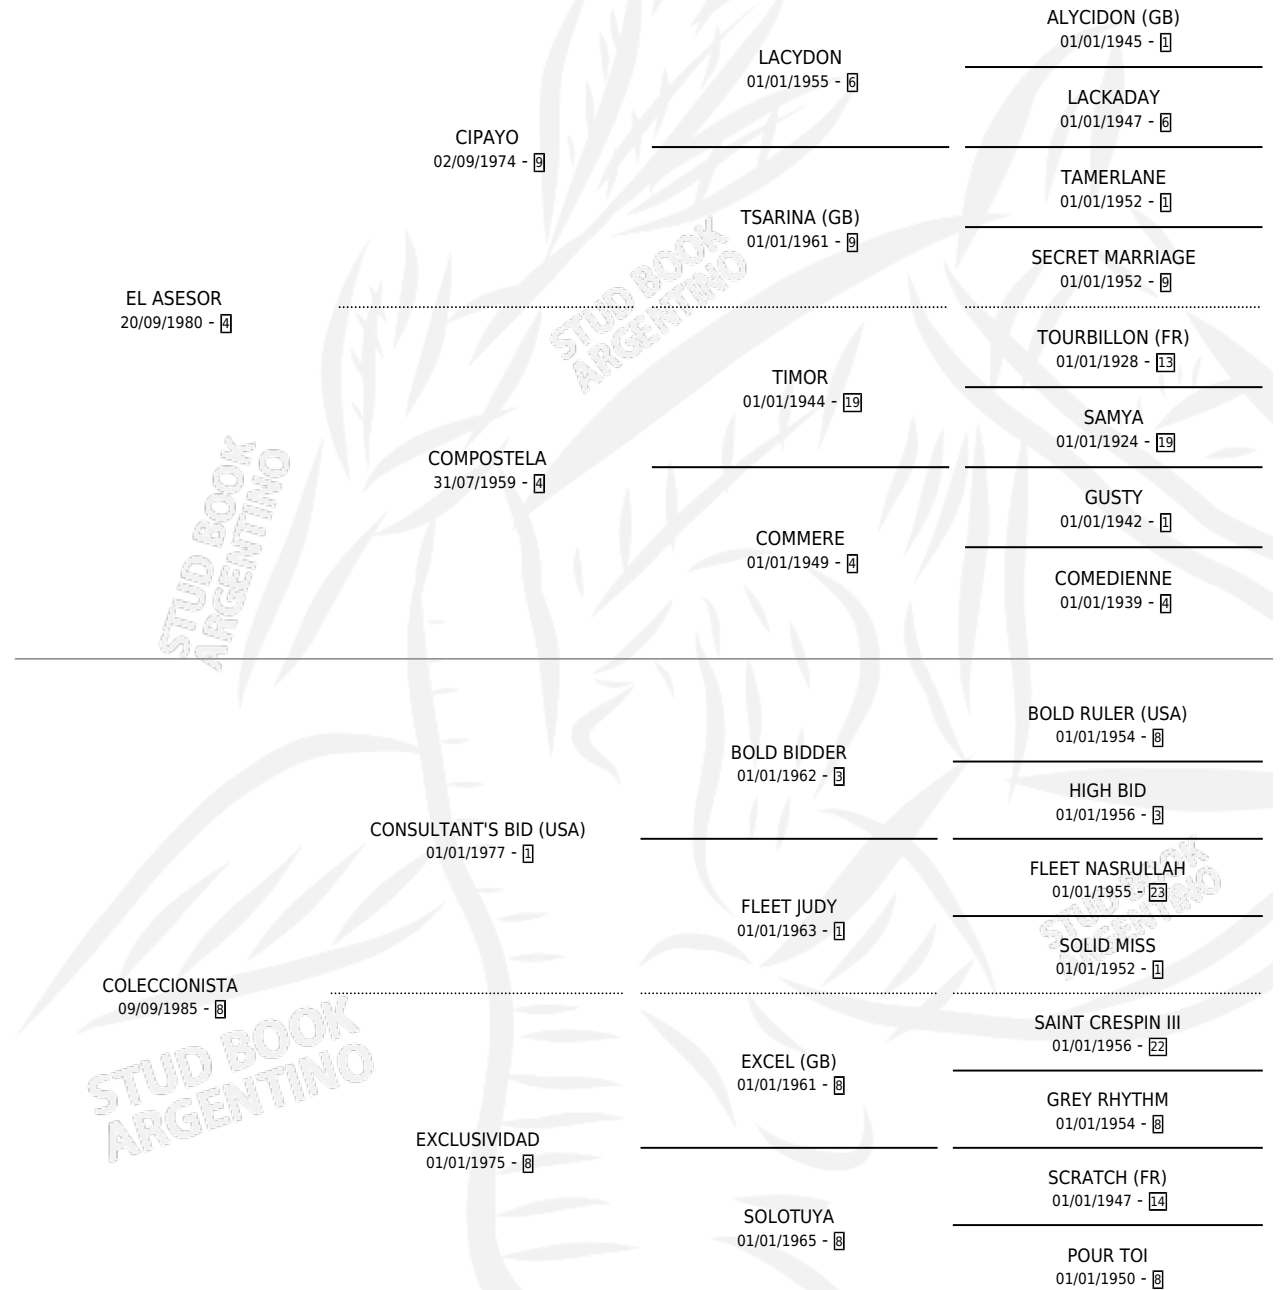 ALYCIDON (GB)
01/01/1945 - 1
LACYDON
01/01/1955 - 6
LACKADAY
01/01/1947 - 6
CIPAYO
02/09/1974 - 9
TAMERLANE
01/01/1952 - 1
TSARINA (GB)
01/01/1961 - 9
SECRET MARRIAGE
01/01/1952 - 9
EL ASESOR
20/09/1980 - 4
TOURBILLON (FR)
01/01/1928 - 13
TIMOR
01/01/1944 - 19
SAMYA
01/01/1924 - 19
COMPOSTELA
31/07/1959 - 4
GUSTY
01/01/1942 - 1
COMMERE
01/01/1949 - 4
COMEDIENNE
01/01/1939 - 4
BOLD RULER (USA)
01/01/1954 - 8
BOLD BIDDER
01/01/1962 - 3
HIGH BID
01/01/1956 - 3
CONSULTANT'S BID (USA)
01/01/1977 - 1
FLEET NASRULLAH
01/01/1955 - 23
FLEET JUDY
01/01/1963 - 1
SOLID MISS
01/01/1952 - 1
COLECCIONISTA
09/09/1985 - 8
SAINT CRESPIN III
01/01/1956 - 22
EXCEL (GB)
01/01/1961 - 8
GREY RHYTHM
01/01/1954 - 8
EXCLUSIVIDAD
01/01/1975 - 8
SCRATCH (FR)
01/01/1947 - 14
SOLOTUYA
01/01/1965 - 8
POUR TOI
01/01/1950 - 8
STUD BOOK
ARGENTINO
STUD BOOK
ARGENTINO
STUD BOOK
ARGENTINO
STUD BOOK
ARGENTINO